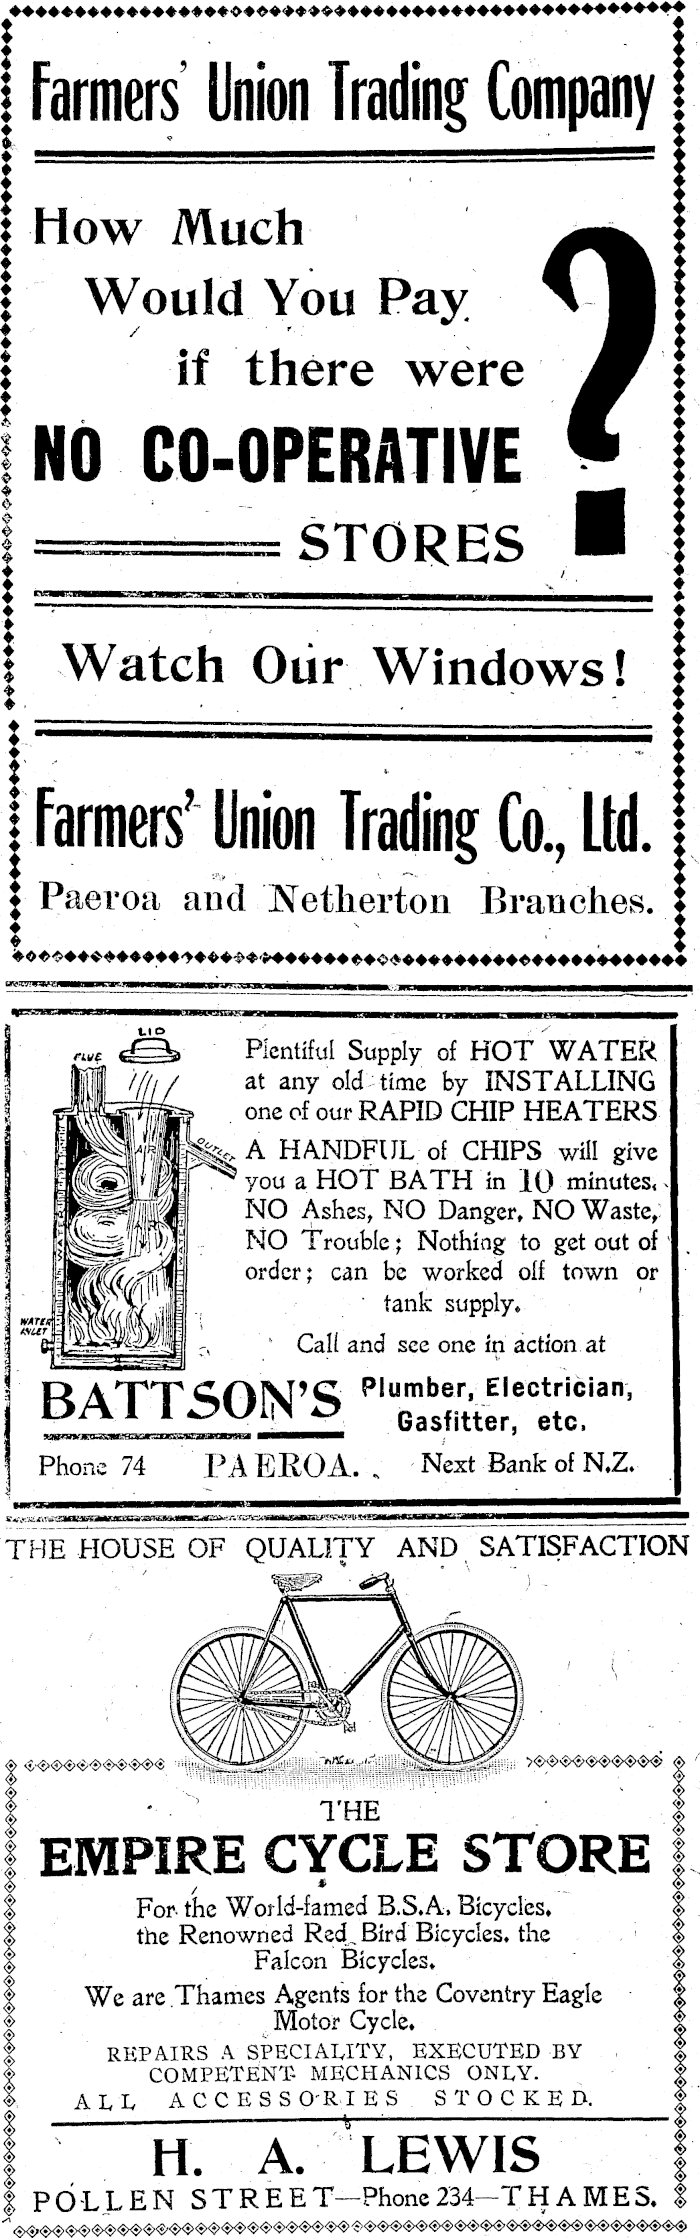 Farmers' Union Trading Company
How Much
Would You Pay
if there were
NO CO-OPERATIVE
STORES
?
Watch Our Windows!
Farmers' Union Trading Co., Ltd.
Paeroa and Netherton Branches.
LID
FLUE
AIR
OUTLET
WATER
AIR
WATER
INLET
Plentiful Supply of HOT WATER
at any old time by INSTALLING
one of our RAPID CHIP HEATERS
A HANDFUL of CHIPS will give
you a HOT BATH in 10 minutes.
NO Ashes, NO Danger, NO Waste,
NO Trouble; Nothing to get out of
order; can be worked off town or
tank supply.
Call and see one in action at
BATTSON'S Plumber, Electrician,
Gasfitter, etc.
Phone 74 PAEROA. Next Bank of N.Z.
THE HOUSE OF QUALITY AND SATISFACTION
THE
EMPIRE CYCLE STORE
For the World-famed B.S.A. Bicycles.
the Renowned Red Bird Bicycles. the
Falcon Bicycles.
We are Thames Agents for the Coventry Eagle
Motor Cycle.
REPAIRS A SPECIALITY, EXECUTED BY
COMPETENT MECHANICS ONLY.
ALL ACCESSORIES STOCKED.
H. A. LEWIS
POLLEN STREET—Phone 234—THAMES.